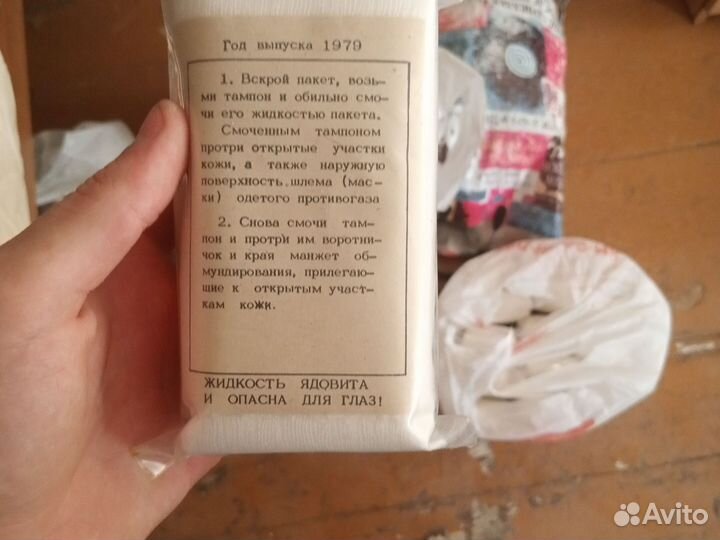 Год выпуска 1979
1. Вскрой пакет, возь-
ми тампон и обильно смо-
чи его жидкостью пакета.
Смоченным тампоном
протри открытые участки
кожи, а также наружную
поверхность шлема (мас-
ки) одетого противогаза
2. Снова смочи там-
пон и протри им воротни-
чок и края манжет об-
мундирования, прилегаю-
щие к открытым участ-
кам кожи.
ЖИДКОСТЬ ЯДОВИТА
И ОПАСНА ДЛЯ ГЛАЗ!
Avito